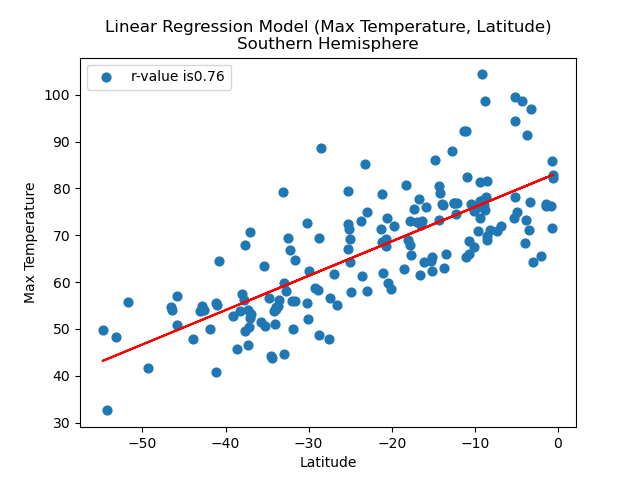 Linear Regression Model (Max Temperature, Latitude)
Southern Hemisphere
r-value is0.76
Max Temperature
100
90
80
70
60
50
40
30
−50
−40
−30
−20
−10
0
Latitude